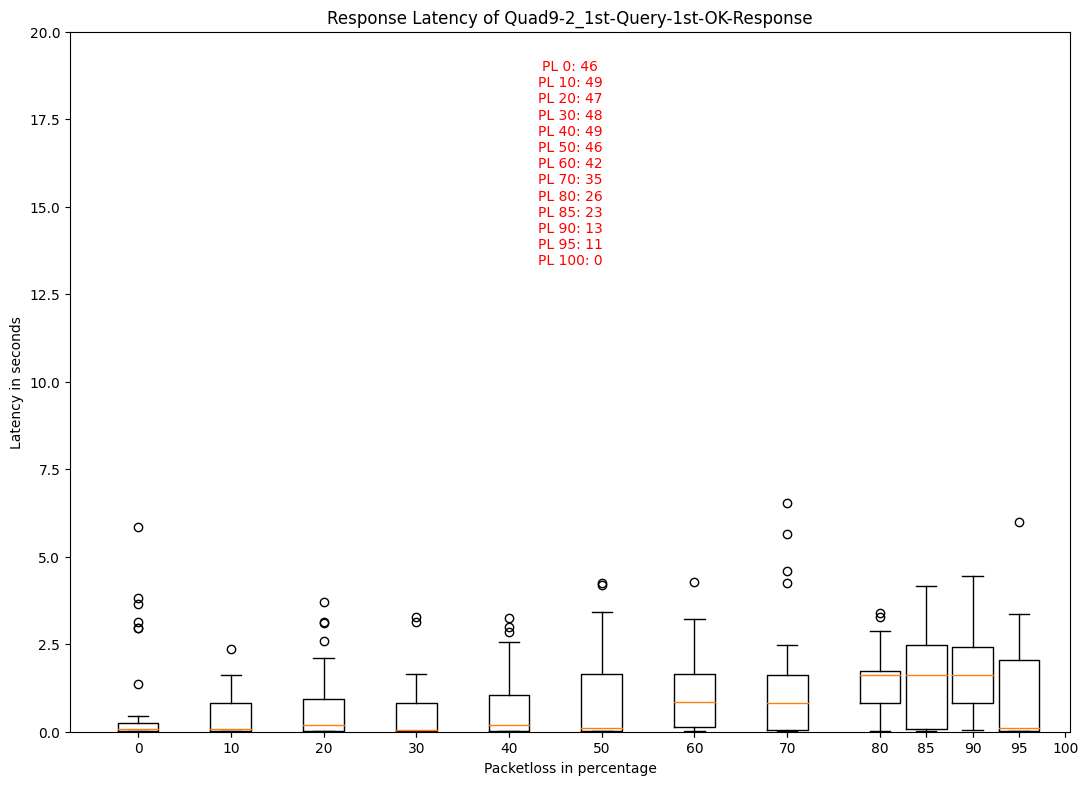 Response Latency of Quad9-2_1st-Query-1st-OK-Response
20.0
17.5
15.0
12.5
10.0
7.5
5.0
2.5
0.0
Latency in seconds
PL 0: 46
PL 10: 49
PL 20: 47
PL 30: 48
PL 40: 49
PL 50: 46
PL 60: 42
PL 70: 35
PL 80: 26
PL 85: 23
PL 90: 13
PL 95: 11
PL 100: 0
0 10 20 30 40 50 60 70 80 85 90 95 100
Packetloss in percentage